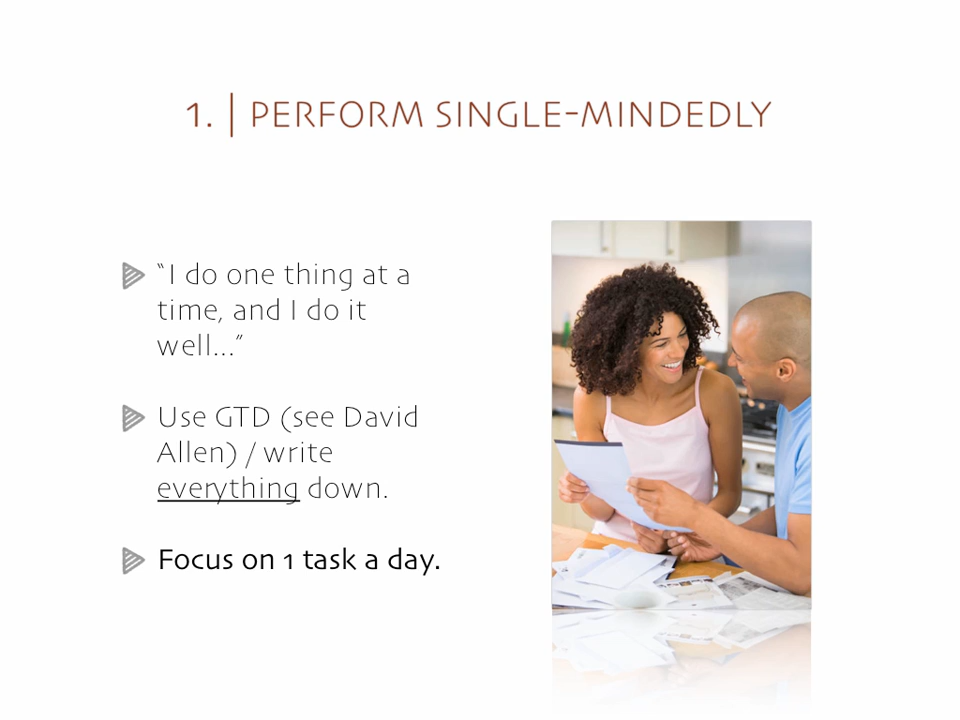 1. | PERFORM SINGLE-MINDEDLY
“I do one thing at a
time, and I do it
well...”
Use GTD (see David
Allen) / write
everything down.
Focus on 1 task a day.